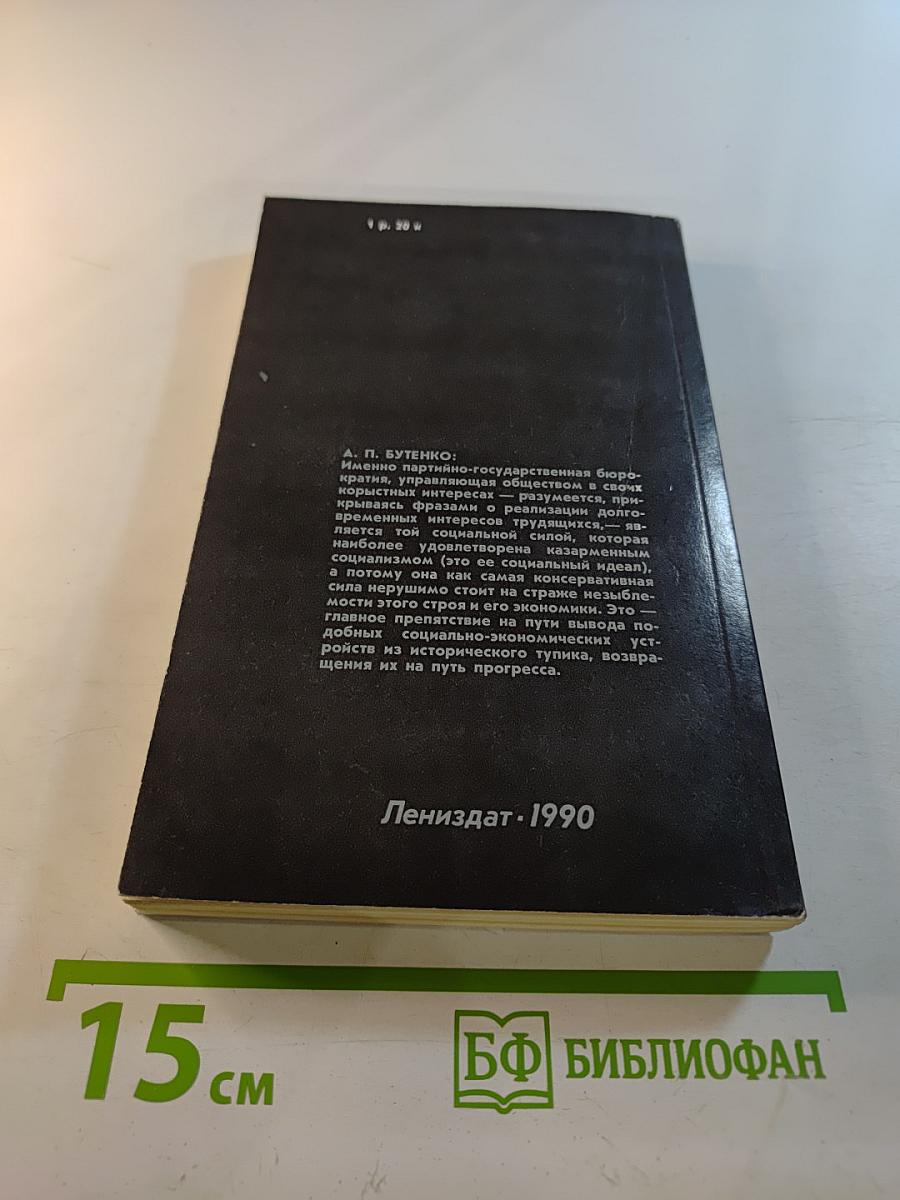 1 р. 20 к
А. П. БУТЕНКО:
Именно партийно-государственная бюро-
кратия, управляющая обществом в своих
корыстных интересах — разумеется, при-
крываясь фразами о реализации долго-
временных интересов трудящихся,— яв-
ляется той социальной силой, которая
наиболее удовлетворена казарменным
социализмом (это ее социальный идеал),
а потому она как самая консервативная
сила нерушимо стоит на страже незыбле-
мости этого строя и его экономики. Это —
главное препятствие на пути вывода по-
добных социально-экономических уст-
ройств из исторического тупика, возвра-
щения их на путь прогресса.
Лениздат · 1990
15 см
БФ БИБЛИОФАН